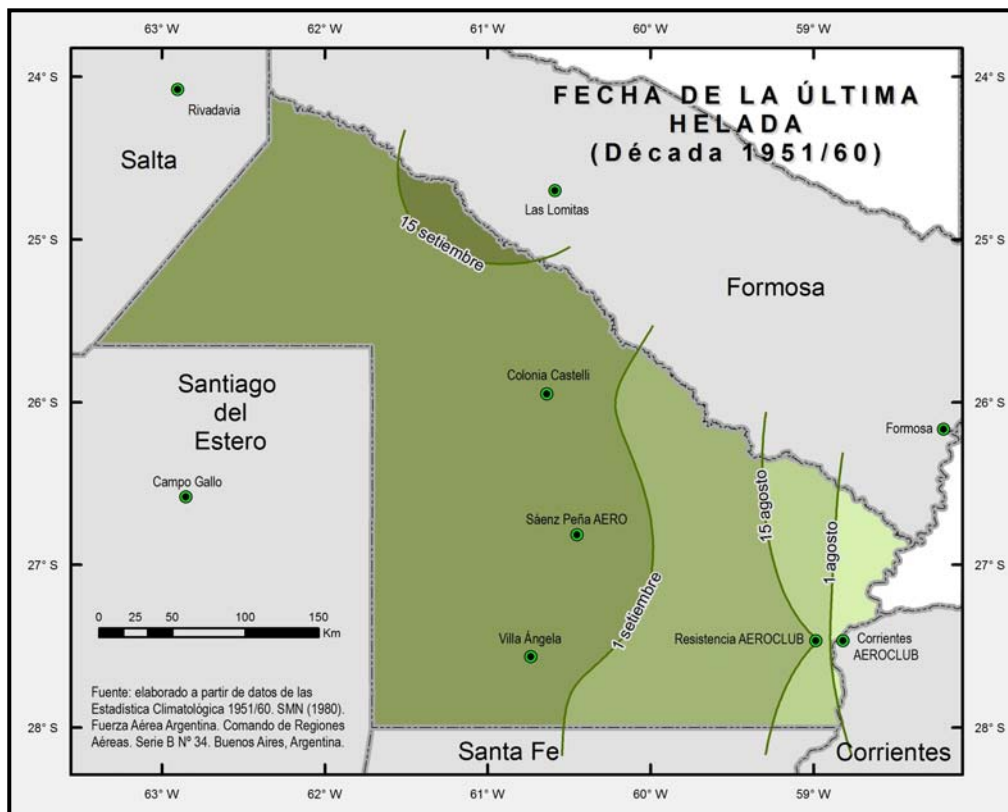 63° W
62° W
61° W
60° W
59° W
24° S
24° S
FECHA DE LA ÚLTIMA
HELADA
(Década 1951/60)
Rivadavia
Salta
Las Lomitas
15 setiembre
25° S
25° S
Formosa
Colonia Castelli
Santiago
del
Estero
26° S
26° S
Formosa
Campo Gallo
15 agosto
Sáenz Peña AERO
1 agosto
27° S
27° S
0
25
50
100
150
Km
1 setiembre
Villa Ángela
Resistencia AEROCLUB
Corrientes
AEROCLUB
Fuente: elaborado a partir de datos de las
Estadística Climatológica 1951/60. SMN (1980).
Fuerza Aérea Argentina. Comando de Regiones
Aéreas. Serie B Nº 34. Buenos Aires, Argentina.
28° S
28° S
Santa Fe
Corrientes
63° W
62° W
61° W
60° W
59° W